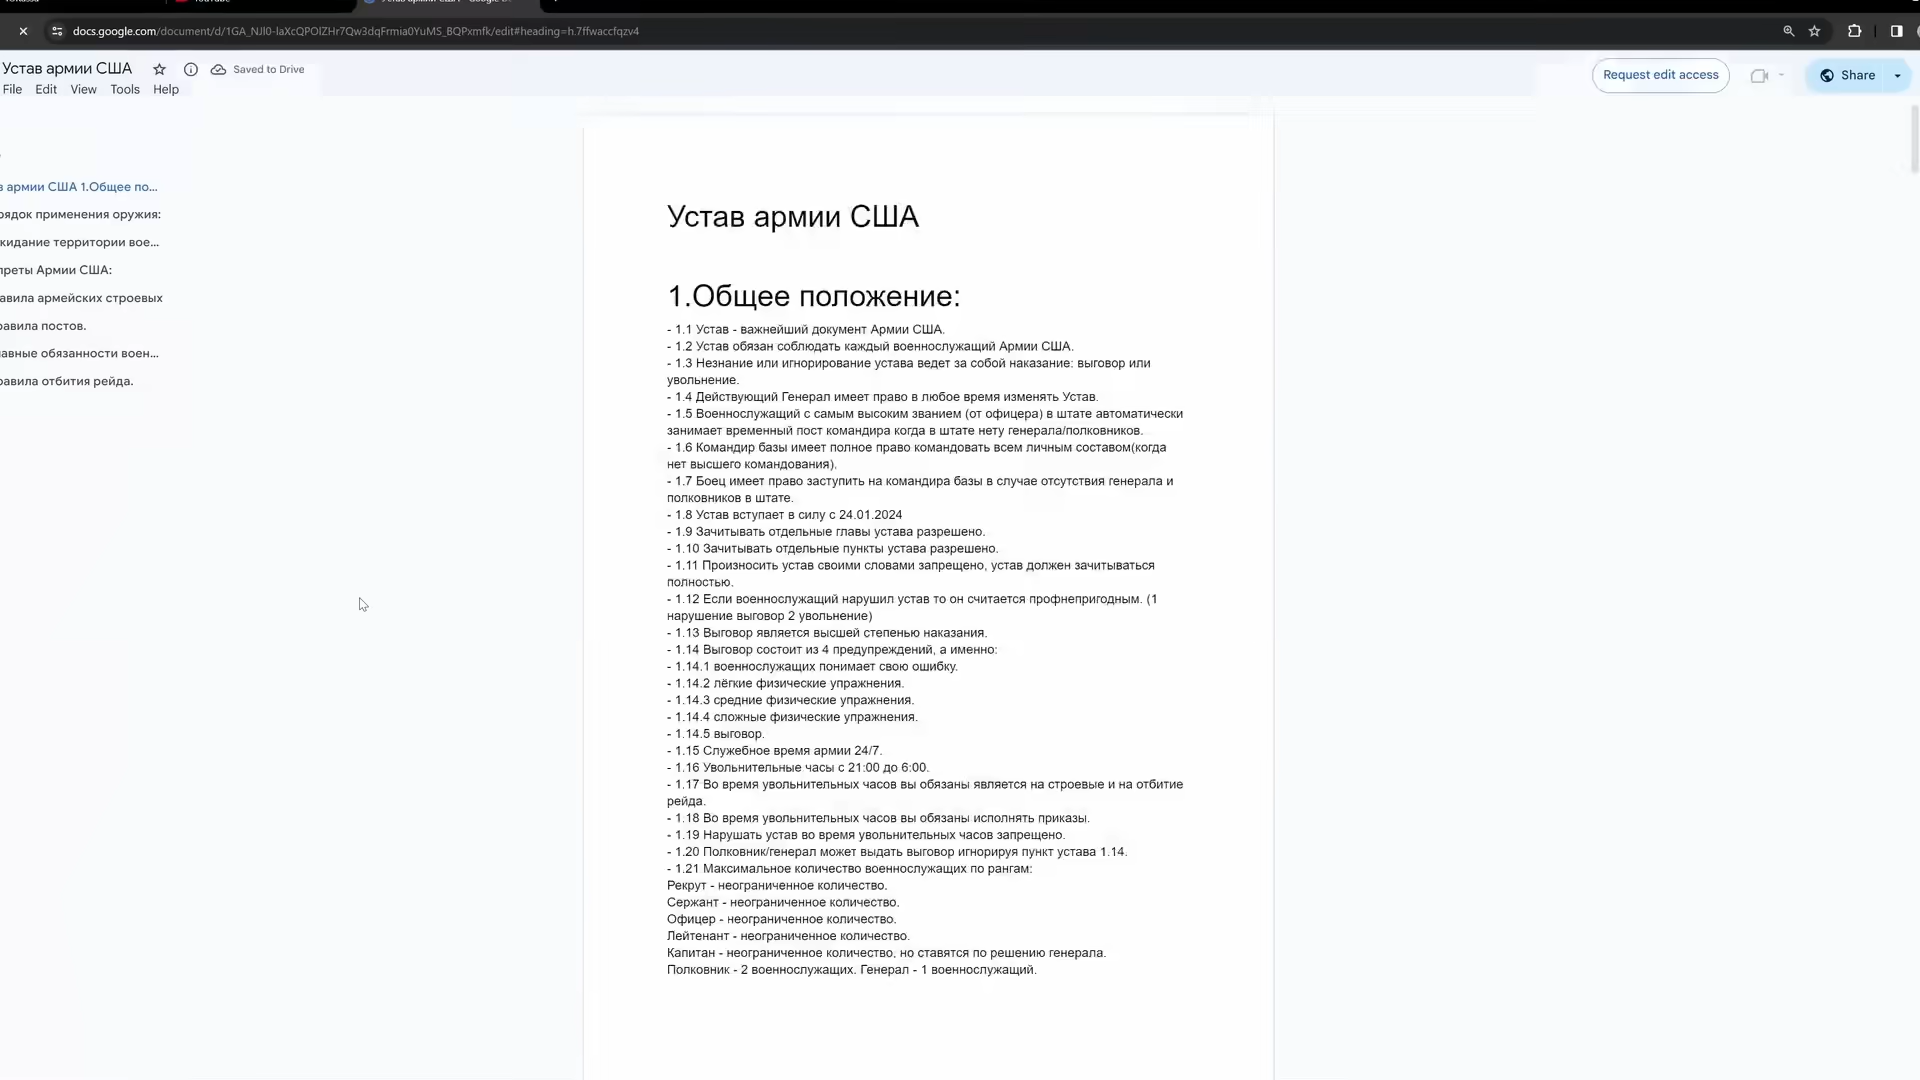 YouTube
docs.google.com/document/d/1GA_NJl0-laXcQPOlZHr7Qw3dqFrmia0YuMS_BQPxmfk/edit#heading=h.7ffwaccfqzv4
Устав армии США
Saved to Drive
Request edit access
Share
File Edit View Tools Help
в армии США 1.Общее по...
рядок применения оружия:
кидание территории вое...
преты Армии США:
авила армейских строевых
равила постов.
авные обязанности воен...
равила отбития рейда.
Устав армии США
1.Общее положение:
- 1.1 Устав - важнейший документ Армии США.
- 1.2 Устав обязан соблюдать каждый военнослужащий Армии США.
- 1.3 Незнание или игнорирование устава ведет за собой наказание: выговор или
увольнение.
- 1.4 Действующий Генерал имеет право в любое время изменять Устав.
- 1.5 Военнослужащий с самым высоким званием (от офицера) в штате автоматически
занимает временный пост командира когда в штате нету генерала/полковников.
- 1.6 Командир базы имеет полное право командовать всем личным составом(когда
нет высшего командования).
- 1.7 Боец имеет право заступить на командира базы в случае отсутствия генерала и
полковников в штате.
- 1.8 Устав вступает в силу с 24.01.2024
- 1.9 Зачитывать отдельные главы устава разрешено.
- 1.10 Зачитывать отдельные пункты устава разрешено.
- 1.11 Произносить устав своими словами запрещено, устав должен зачитываться
полностью.
- 1.12 Если военнослужащий нарушил устав то он считается профнепригодным. (1
нарушение выговор 2 увольнение)
- 1.13 Выговор является высшей степенью наказания.
- 1.14 Выговор состоит из 4 предупреждений, а именно:
- 1.14.1 военнослужащих понимает свою ошибку.
- 1.14.2 лёгкие физические упражнения.
- 1.14.3 средние физические упражнения.
- 1.14.4 сложные физические упражнения.
- 1.14.5 выговор.
- 1.15 Служебное время армии 24/7.
- 1.16 Увольнительные часы с 21:00 до 6:00.
- 1.17 Во время увольнительных часов вы обязаны является на строевые и на отбитие
рейда.
- 1.18 Во время увольнительных часов вы обязаны исполнять приказы.
- 1.19 Нарушать устав во время увольнительных часов запрещено.
- 1.20 Полковник/генерал может выдать выговор игнорируя пункт устава 1.14.
- 1.21 Максимальное количество военнослужащих по рангам:
Рекрут - неограниченное количество.
Сержант - неограниченное количество.
Офицер - неограниченное количество.
Лейтенант - неограниченное количество.
Капитан - неограниченное количество, но ставятся по решению генерала.
Полковник - 2 военнослужащих. Генерал - 1 военнослужащий.